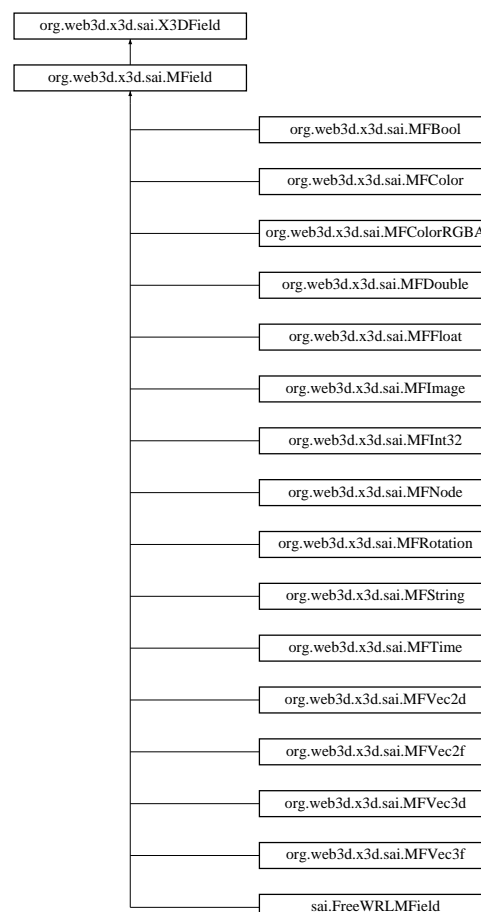 org.web3d.x3d.sai.X3DField
org.web3d.x3d.sai.MField
org.web3d.x3d.sai.MFBool
org.web3d.x3d.sai.MFColor
org.web3d.x3d.sai.MFColorRGBA
org.web3d.x3d.sai.MFDouble
org.web3d.x3d.sai.MFFloat
org.web3d.x3d.sai.MFImage
org.web3d.x3d.sai.MFInt32
org.web3d.x3d.sai.MFNode
org.web3d.x3d.sai.MFRotation
org.web3d.x3d.sai.MFString
org.web3d.x3d.sai.MFTime
org.web3d.x3d.sai.MFVec2d
org.web3d.x3d.sai.MFVec2f
org.web3d.x3d.sai.MFVec3d
org.web3d.x3d.sai.MFVec3f
sai.FreeWRLMField